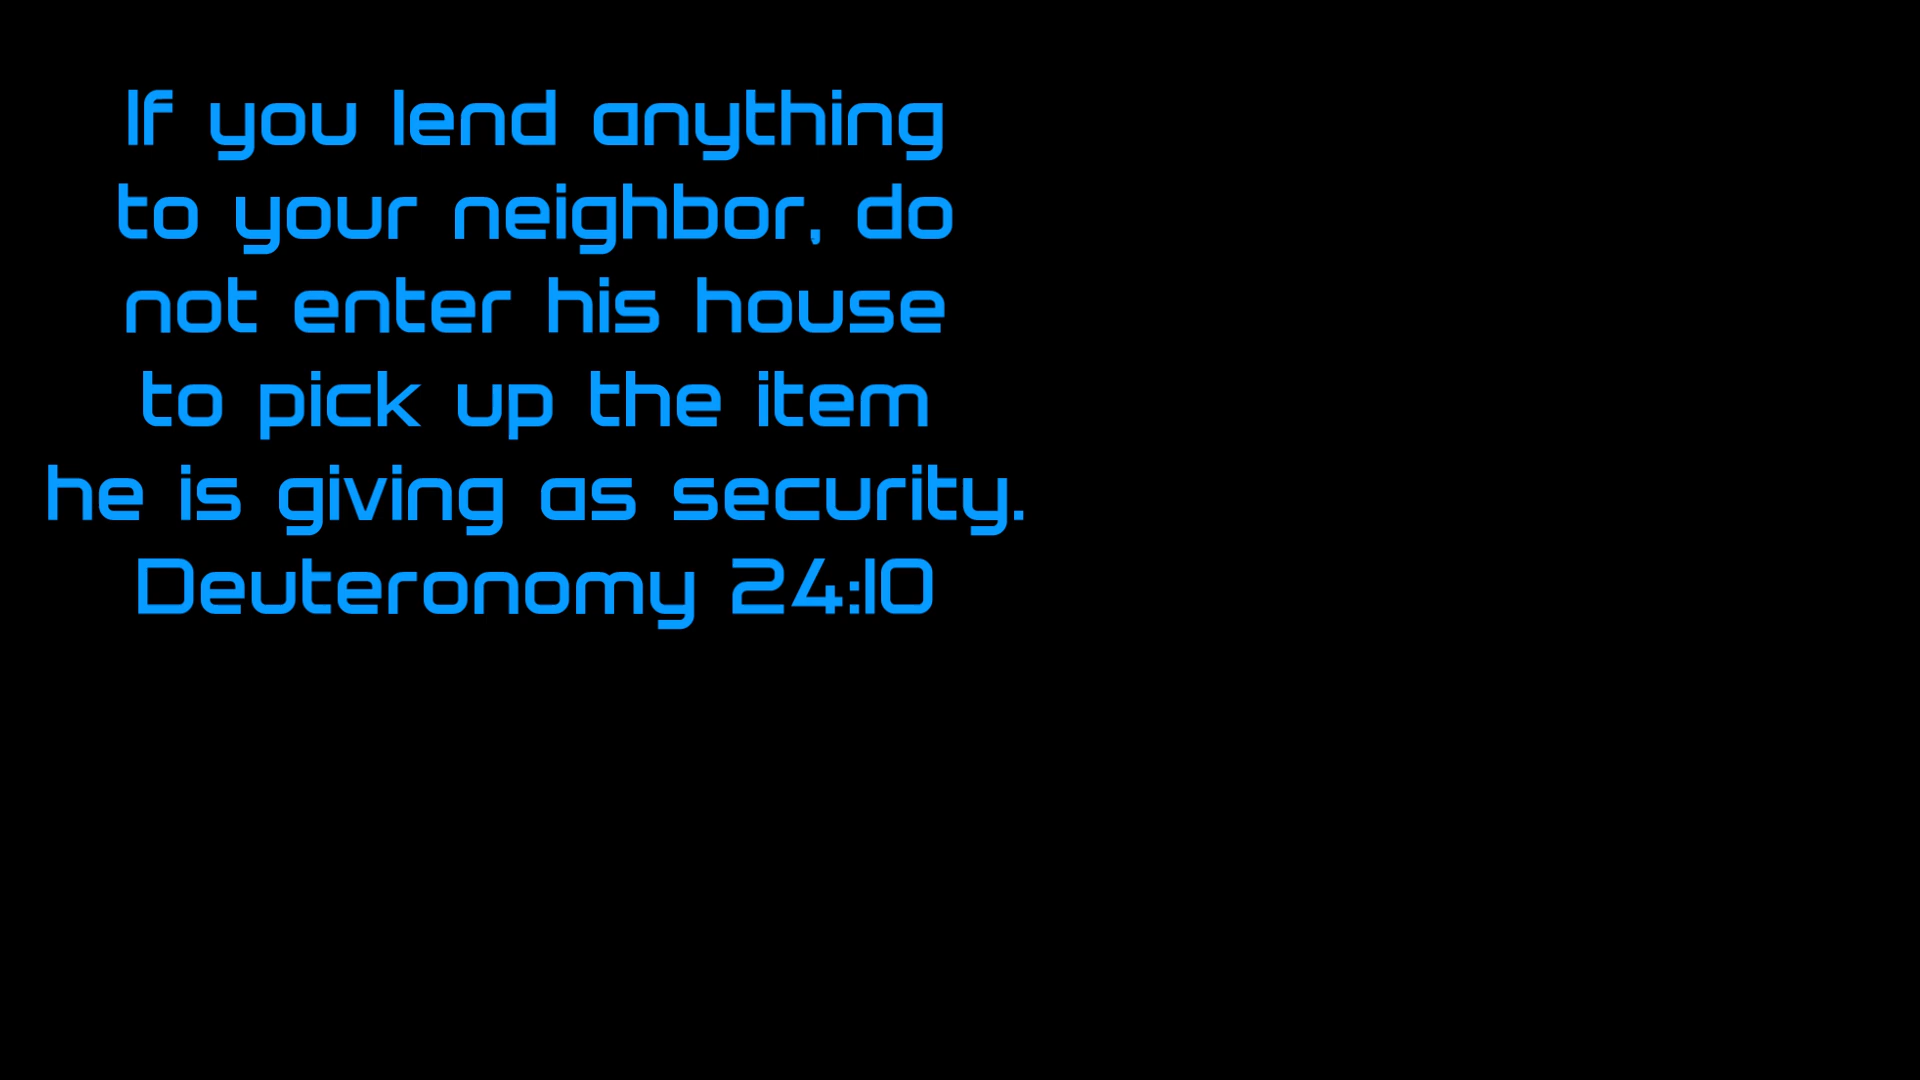 If you lend anything
to your neighbor, do
not enter his house
to pick up the item
he is giving as security.
Deuteronomy 24:10